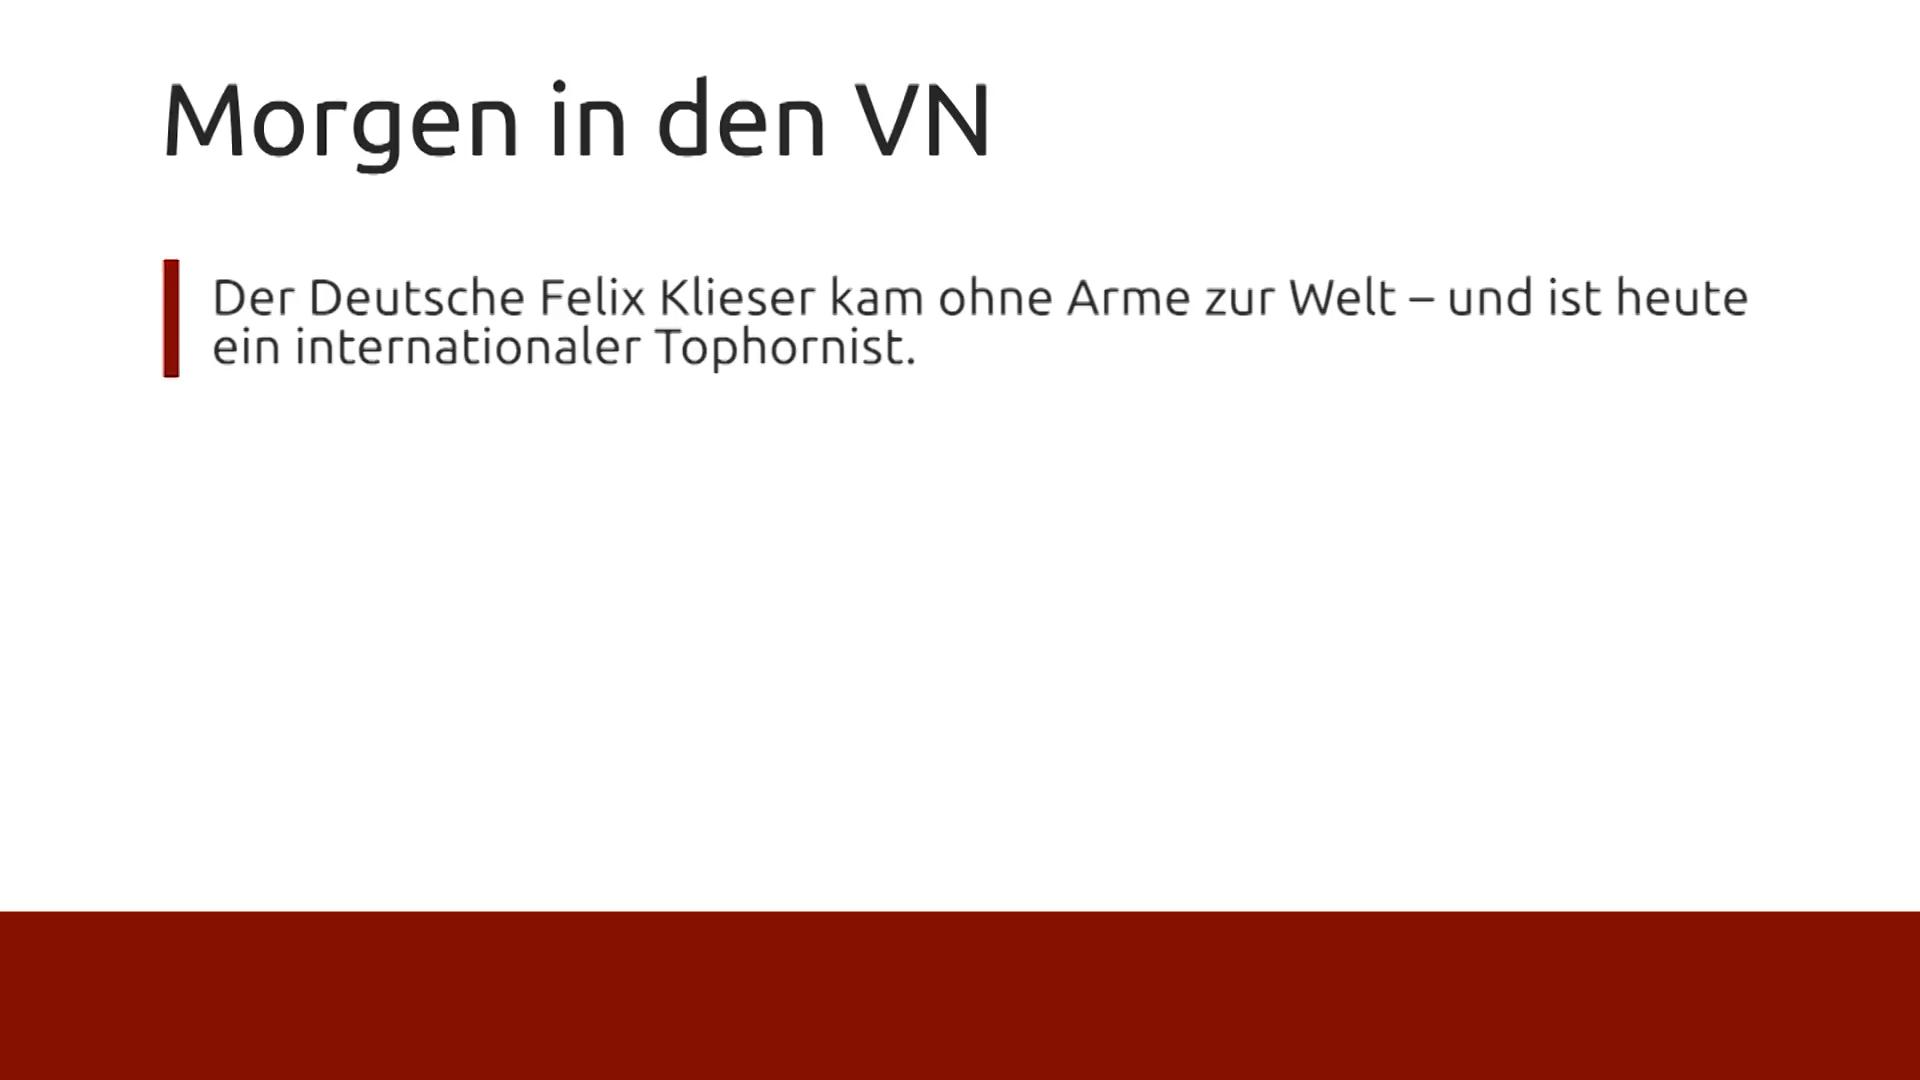 Morgen in den VN
Der Deutsche Felix Klieser kam ohne Arme zur Welt – und ist heute
ein internationaler Tophornist.